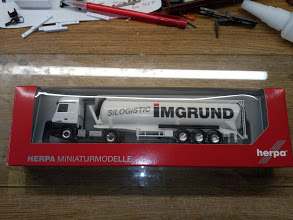 SILOGISTIC IMGRUND
HERPA MINIATURMODELLE
herpa